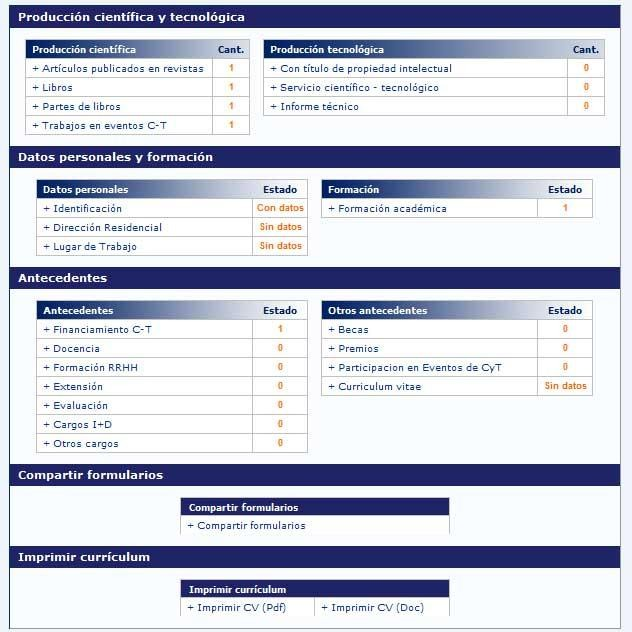 Producción científica y tecnológica
Producción científica Cant.
+ Artículos publicados en revistas 1
+ Libros 1
+ Partes de libros 1
+ Trabajos en eventos C-T 1
Producción tecnológica Cant.
+ Con título de propiedad intelectual 0
+ Servicio científico - tecnológico 0
+ Informe técnico 0
Datos personales y formación
Datos personales Estado
+ Identificación Con datos
+ Dirección Residencial Sin datos
+ Lugar de Trabajo Sin datos
Formación Estado
+ Formación académica 1
Antecedentes
Antecedentes Estado
+ Financiamiento C-T 1
+ Docencia 0
+ Formación RRHH 0
+ Extensión 0
+ Evaluación 0
+ Cargos I+D 0
+ Otros cargos 0
Otros antecedentes Estado
+ Becas 0
+ Premios 0
+ Participacion en Eventos de CyT 0
+ Curriculum vitae Sin datos
Compartir formularios
Compartir formularios
+ Compartir formularios
Imprimir currículum
Imprimir currículum
+ Imprimir CV (Pdf) + Imprimir CV (Doc)